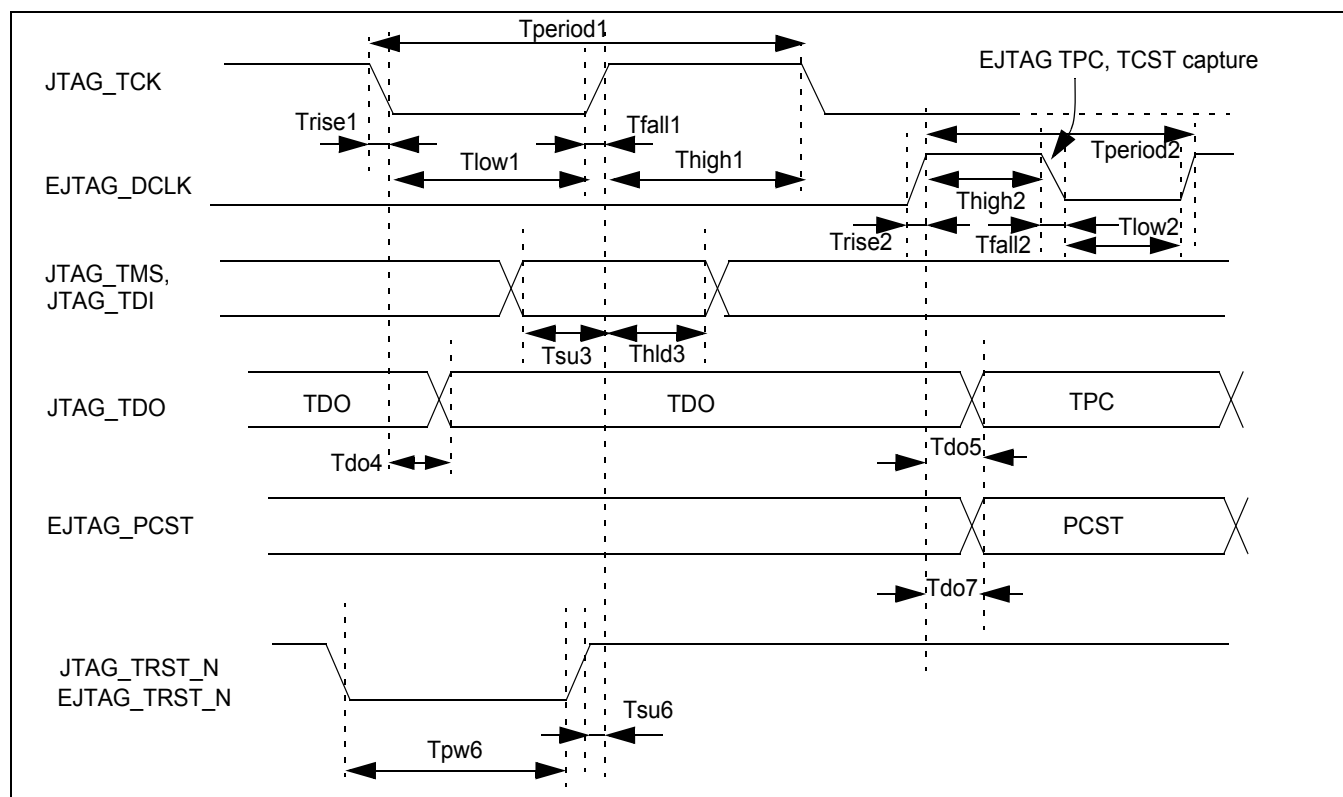 Tperiod1
EJTAG TPC, TCST capture
JTAG_TCK
Trise1
Tfall1
Tperiod2
Tlow1
Thigh1
EJTAG_DCLK
Thigh2
Trise2
Tfall2
Tlow2
JTAG_TMS,
JTAG_TDI
Tsu3
Thld3
JTAG_TDO
TDO
TDO
TPC
Tdo4
Tdo5
EJTAG_PCST
PCST
Tdo7
JTAG_TRST_N
EJTAG_TRST_N
Tsu6
Tpw6